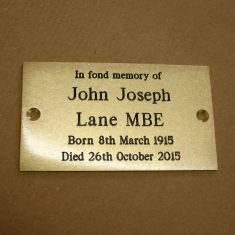 In fond memory of
John Joseph
Lane MBE
Born 8th March 1915
Died 26th October 2015